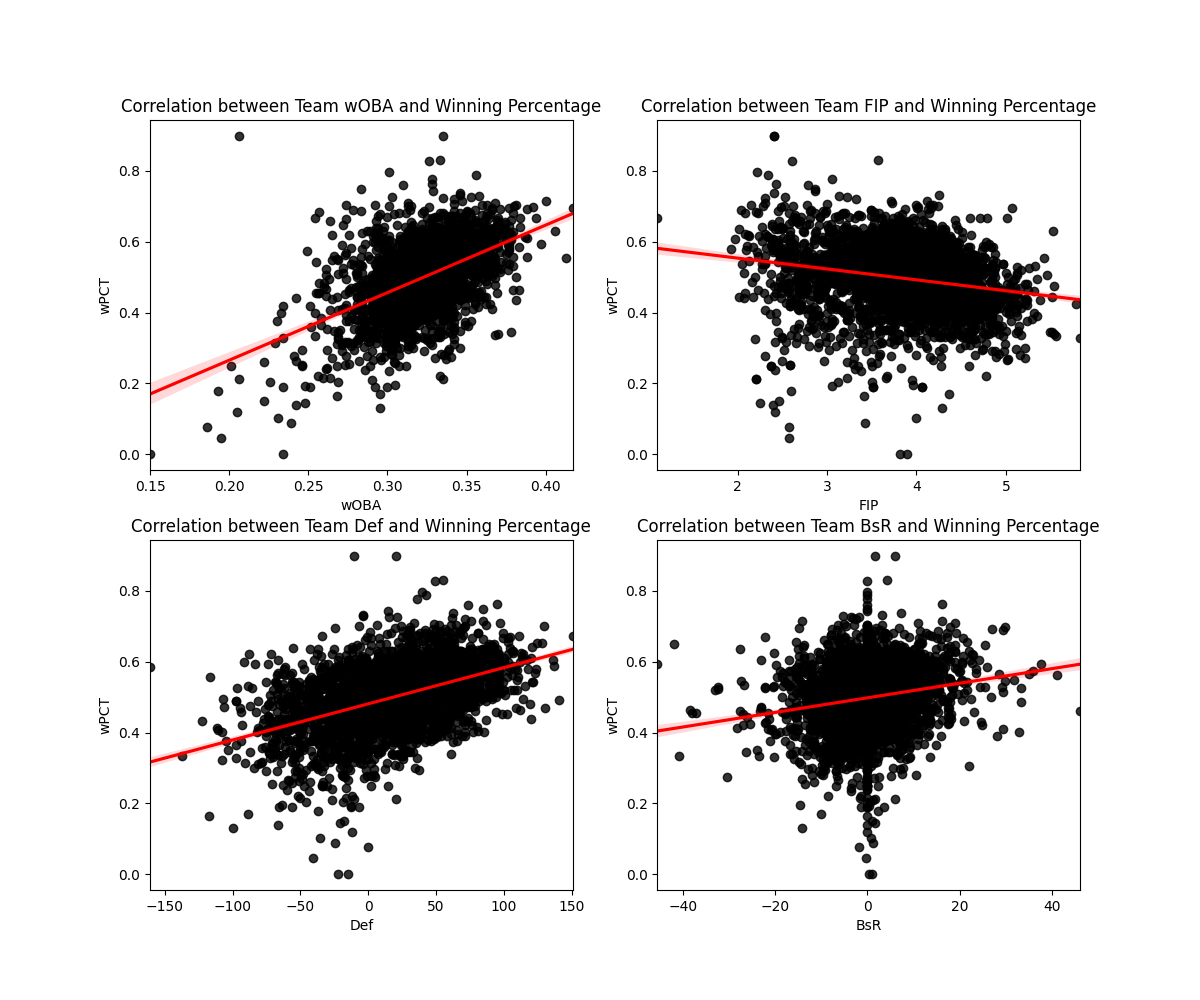 Correlation between Team wOBA and Winning Percentage
0.8
0.6
0.4
0.2
0.0
wPCT
0.15 0.20 0.25 0.30 0.35 0.40
wOBA
Correlation between Team FIP and Winning Percentage
0.8
0.6
0.4
0.2
0.0
wPCT
2 3 4 5
FIP
Correlation between Team Def and Winning Percentage
0.8
0.6
0.4
0.2
0.0
wPCT
−150 −100 −50 0 50 100 150
Def
Correlation between Team BsR and Winning Percentage
0.8
0.6
0.4
0.2
0.0
wPCT
−40 −20 0 20 40
BsR